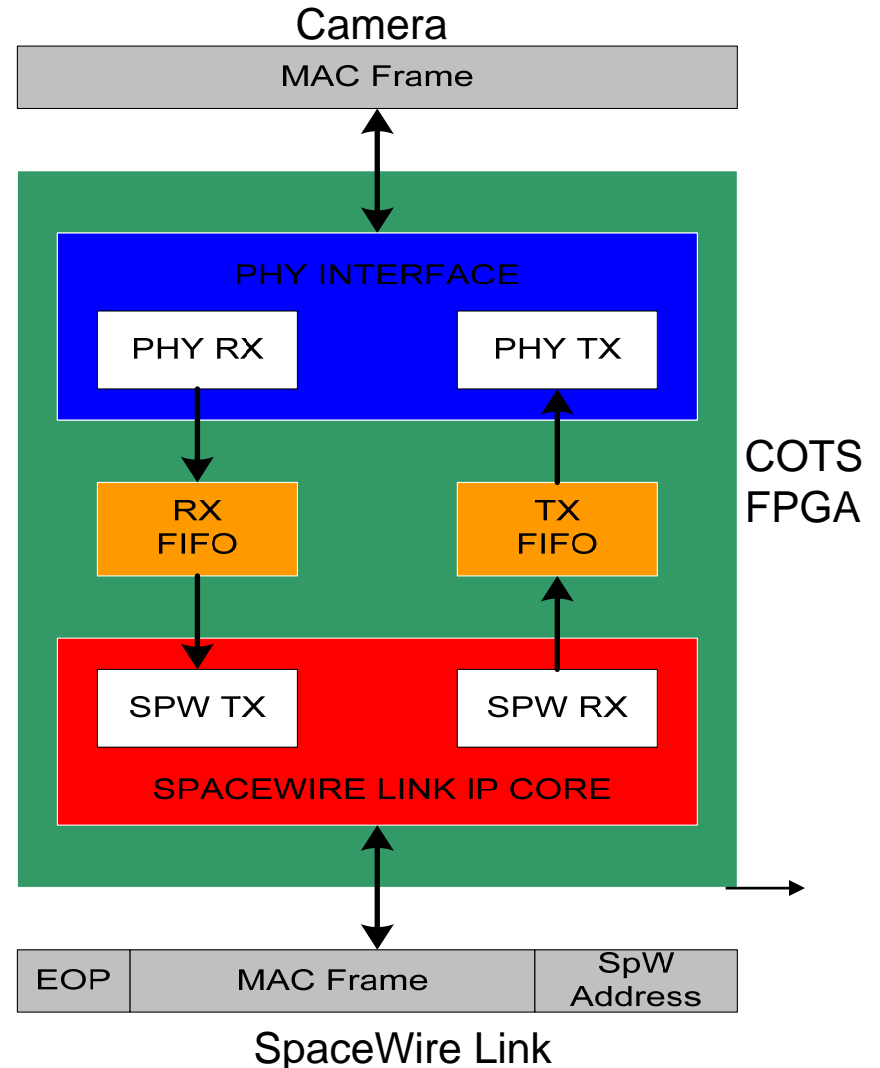 Camera
MAC Frame
PHY INTERFACE
PHY RX
PHY TX
COTS
FPGA
RX
FIFO
TX
FIFO
SPW TX
SPW RX
SPACEWIRE LINK IP CORE
EOP
MAC Frame
SpW
Address
SpaceWire Link